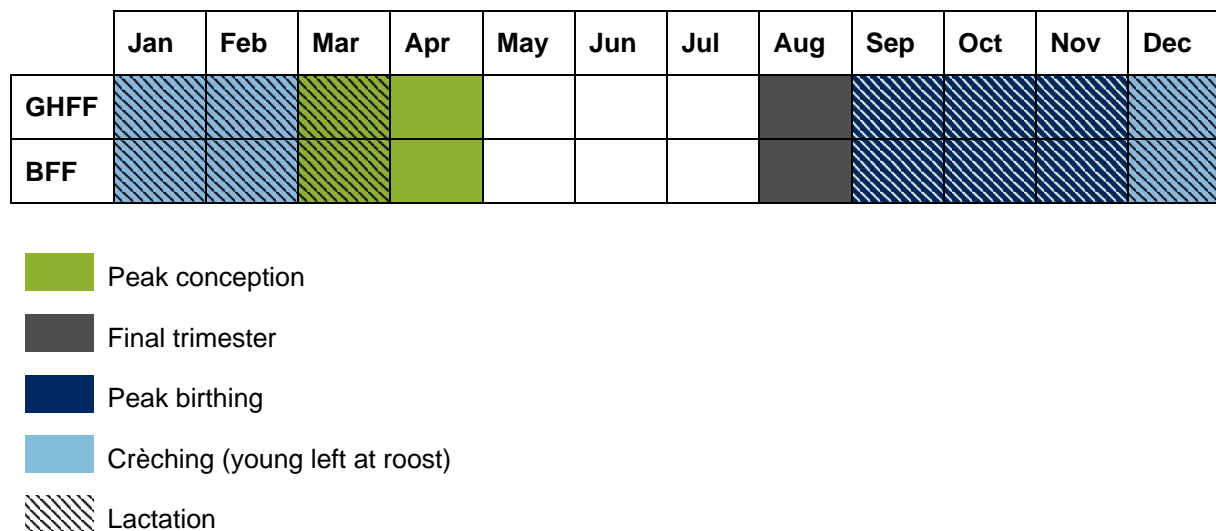 Jan Feb Mar Apr May Jun Jul Aug Sep Oct Nov Dec
GHFF
BFF
Peak conception
Final trimester
Peak birthing
Crèching (young left at roost)
Lactation